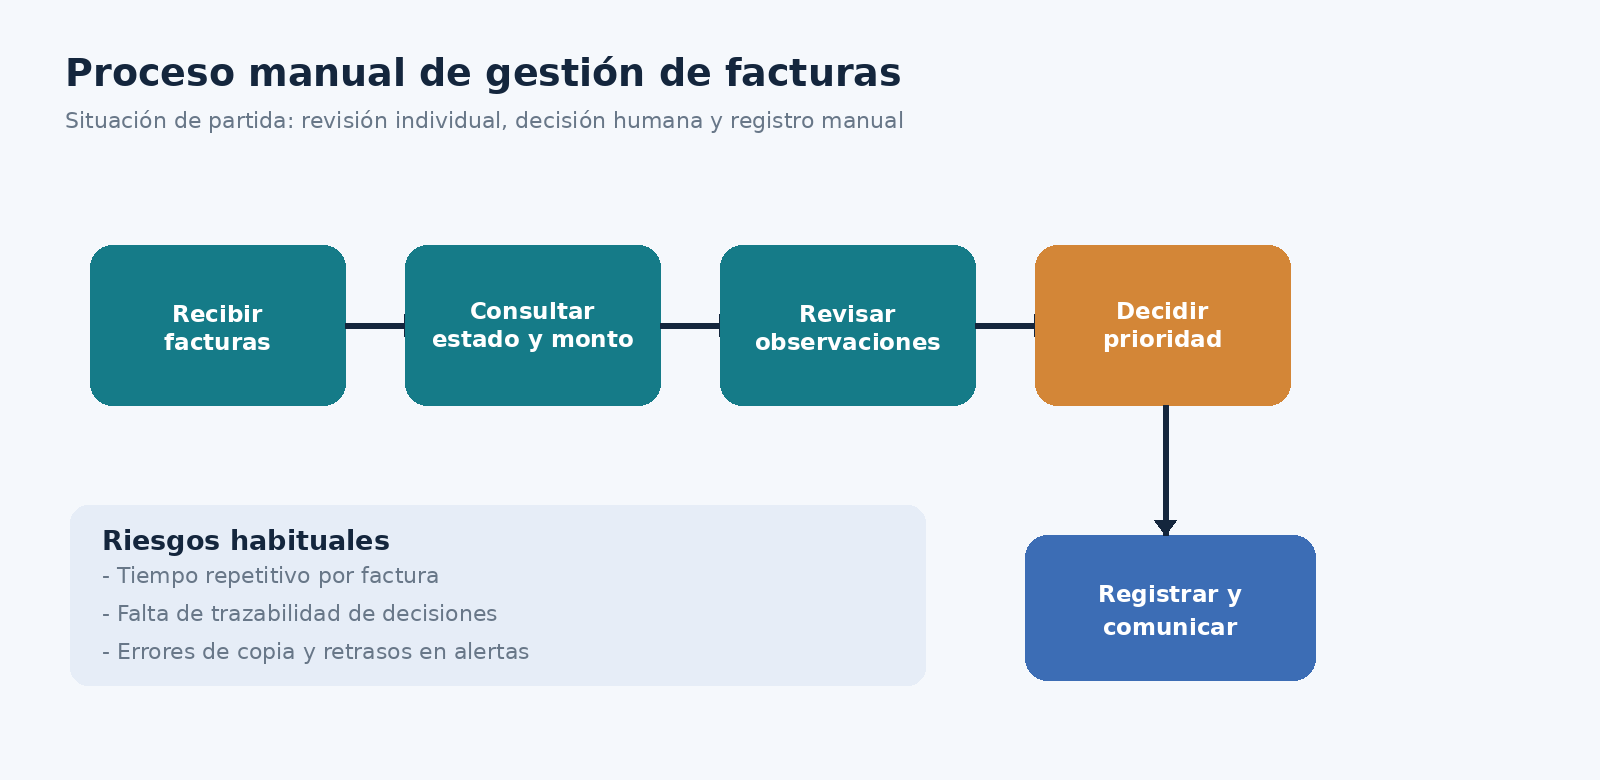 Proceso manual de gestión de facturas
Situación de partida: revisión individual, decisión humana y registro manual
Recibir
facturas
Consultar
estado y monto
Revisar
observaciones
Decidir
prioridad
Riesgos habituales
- Tiempo repetitivo por factura
- Falta de trazabilidad de decisiones
- Errores de copia y retrasos en alertas
Registrar y
comunicar